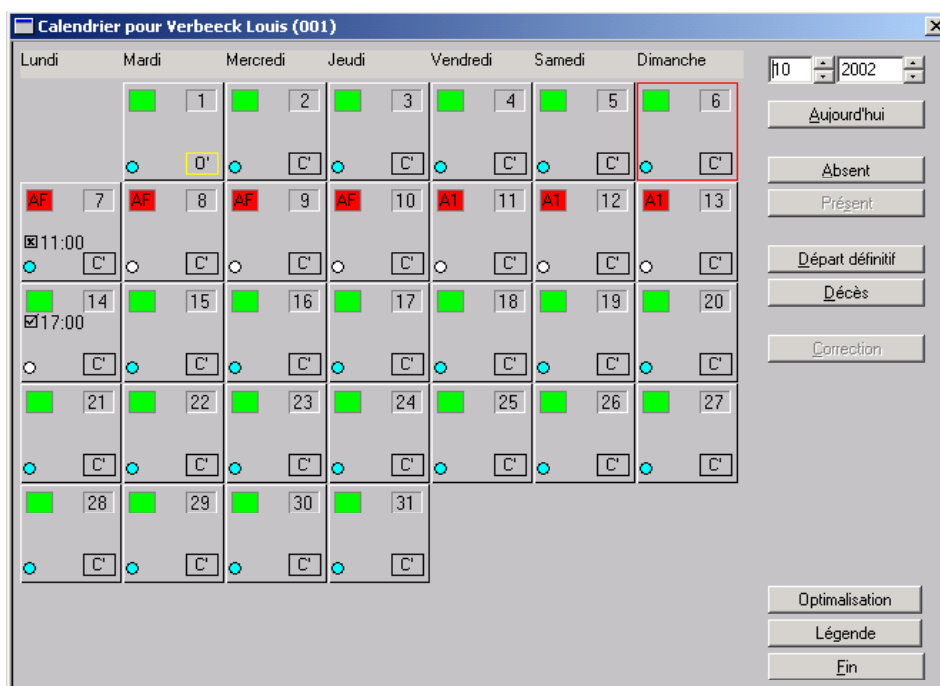 Calendrier pour Verbeeck Louis (001)
Lundi Mardi Mercredi Jeudi Vendredi Samedi Dimanche
10 2002
1 2 3 4 5 6
Aujourd'hui
O' C' C' C' C' C'
Absent
AF 7 AF 8 AF 9 AF 10 A1 11 A1 12 A1 13
Présent
11:00
C' C' C' C' C' C' C'
Départ définitif
14 15 16 17 18 19 20
Décès
17:00
C' C' C' C' C' C' C'
Correction
21 22 23 24 25 26 27
C' C' C' C' C' C' C'
28 29 30 31
C' C' C' C'
Optimalisation
Légende
Fin